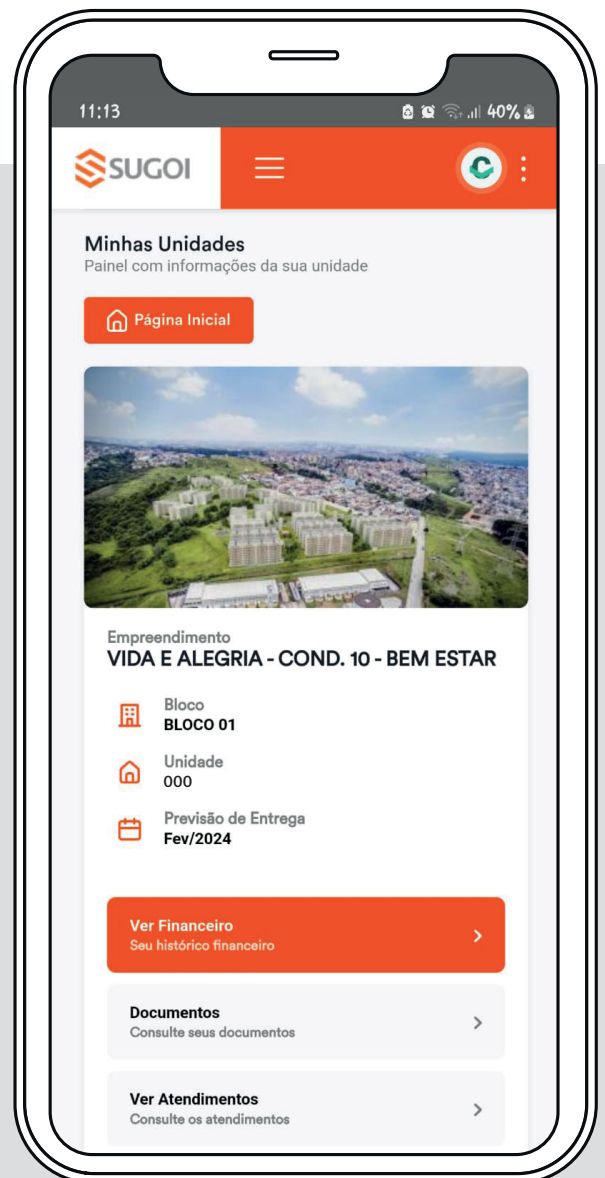 11:13
40%
SUGOI
Minhas Unidades
Painel com informações da sua unidade
Página Inicial
Empreendimento
VIDA E ALEGRIA - COND. 10 - BEM ESTAR
Bloco
BLOCO 01
Unidade
000
Previsão de Entrega
Fev/2024
Ver Financeiro
Seu histórico financeiro
Documentos
Consulte seus documentos
Ver Atendimentos
Consulte os atendimentos